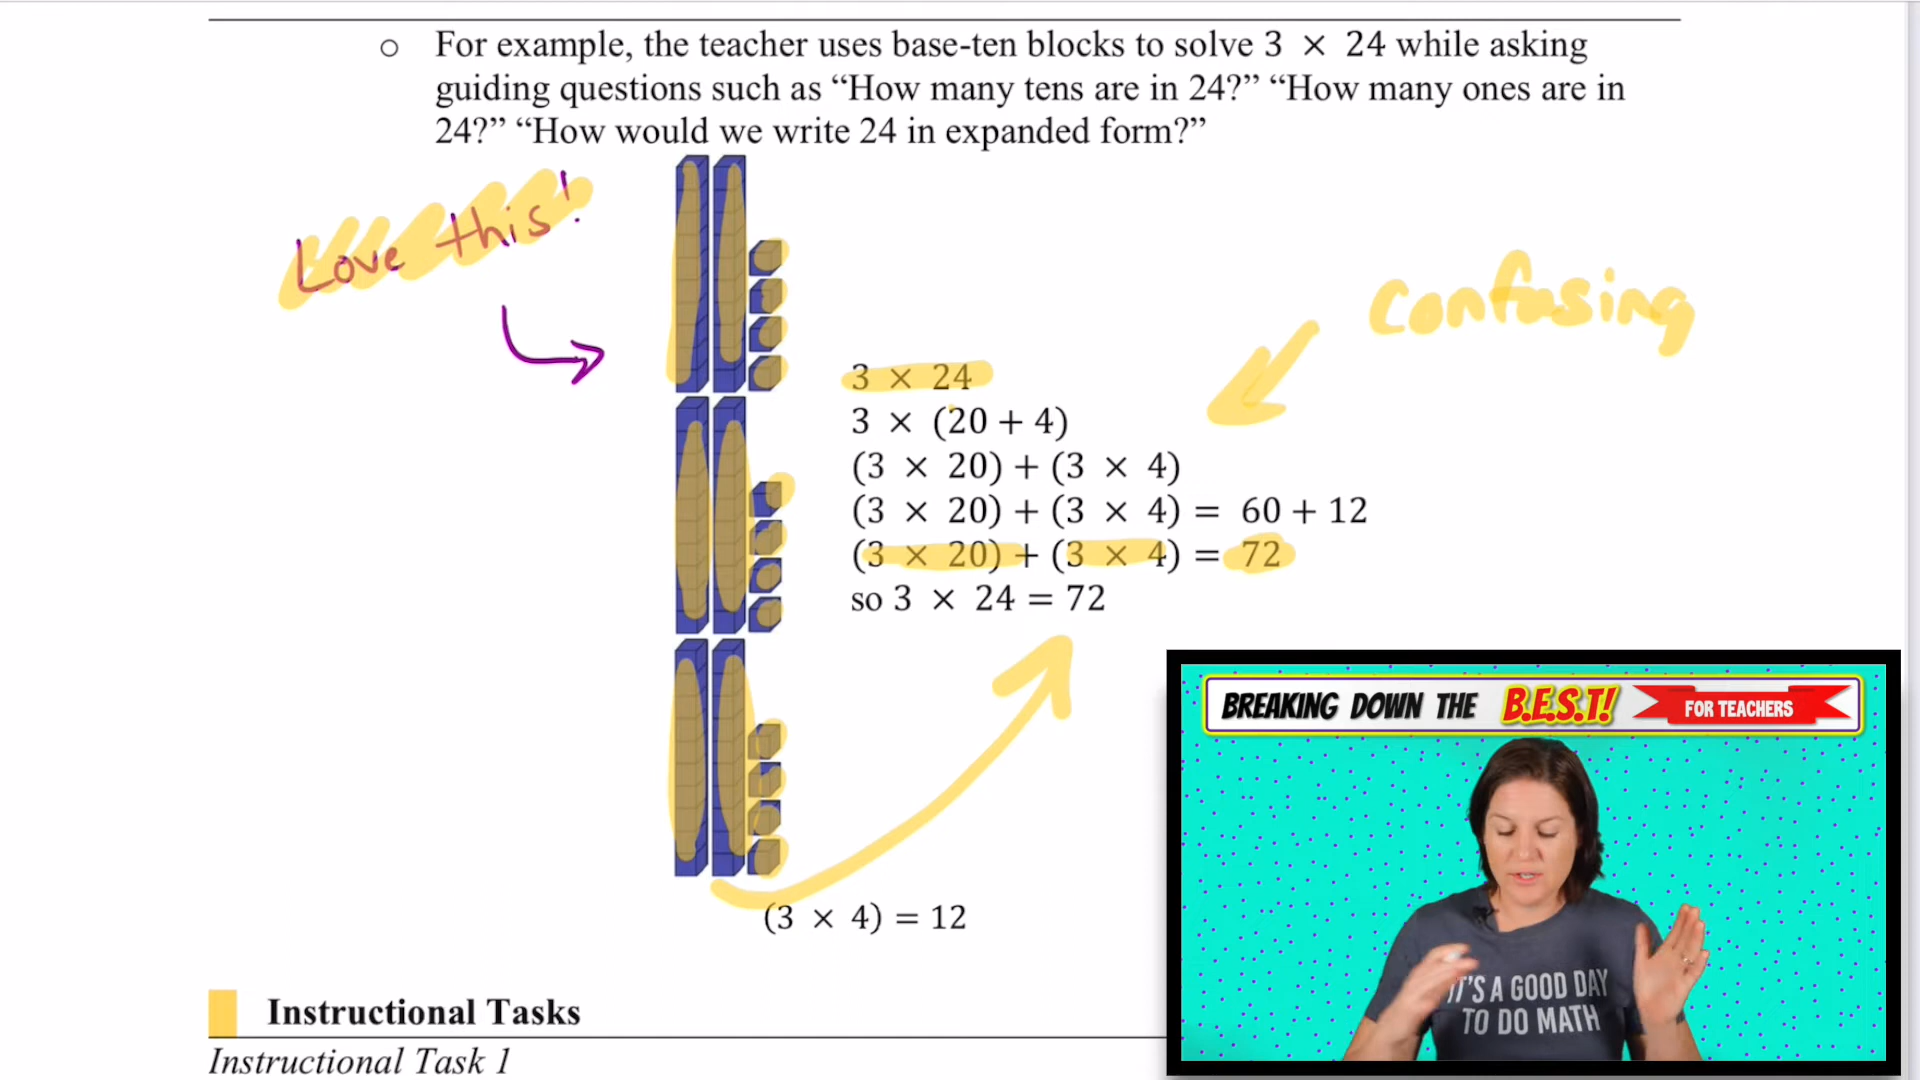 ○ For example, the teacher uses base-ten blocks to solve 3 × 24 while asking
guiding questions such as “How many tens are in 24?” “How many ones are in
24?” “How would we write 24 in expanded form?”
Love this!
confusing
3 × 24
3 × (20 + 4)
(3 × 20) + (3 × 4)
(3 × 20) + (3 × 4) = 60 + 12
(3 × 20) + (3 × 4) = 72
so 3 × 24 = 72
(3 × 4) = 12
BREAKING DOWN THE B.E.S.T! FOR TEACHERS
IT'S A GOOD DAY
TO DO MATH
Instructional Tasks
Instructional Task 1